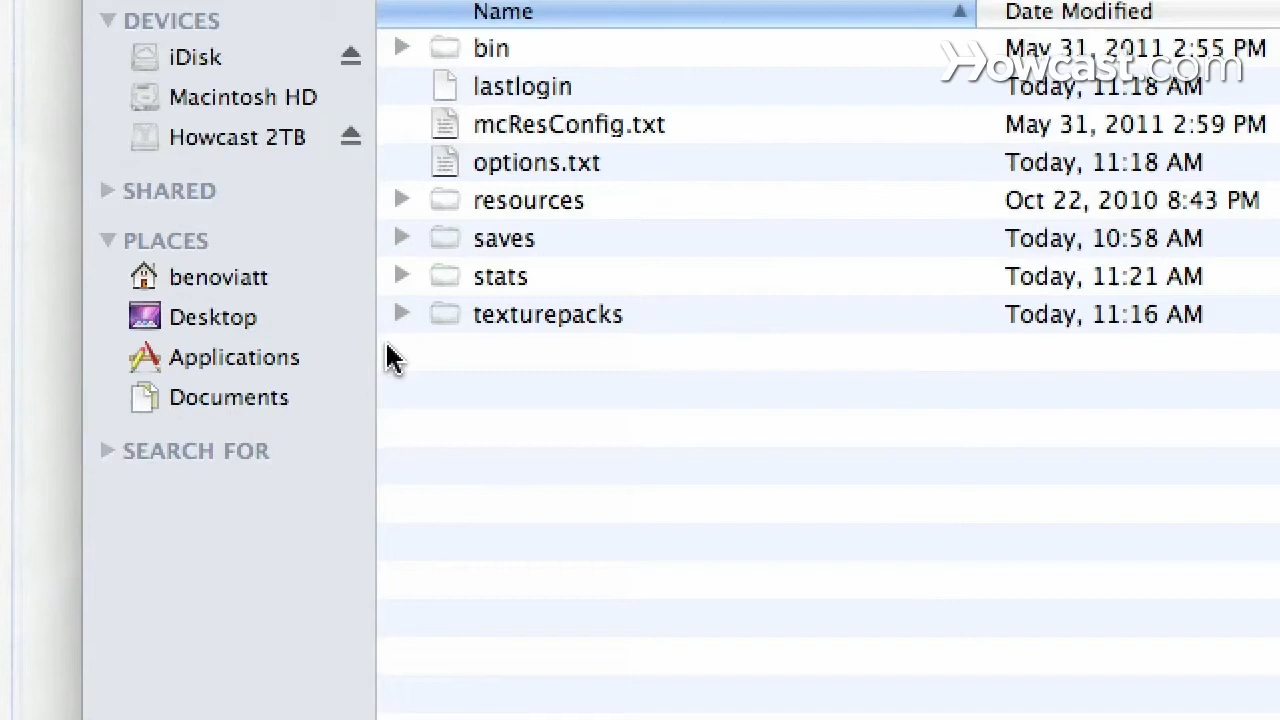 DEVICES
iDisk
Macintosh HD
Howcast 2TB
SHARED
PLACES
benoviatt
Desktop
Applications
Documents
SEARCH FOR
Name Date Modified
bin May 31, 2011 2:55 PM
lastlogin Today, 11:18 AM
mcResConfig.txt May 31, 2011 2:59 PM
options.txt Today, 11:18 AM
resources Oct 22, 2010 8:43 PM
saves Today, 10:58 AM
stats Today, 11:21 AM
texturepacks Today, 11:16 AM
Howcast.com